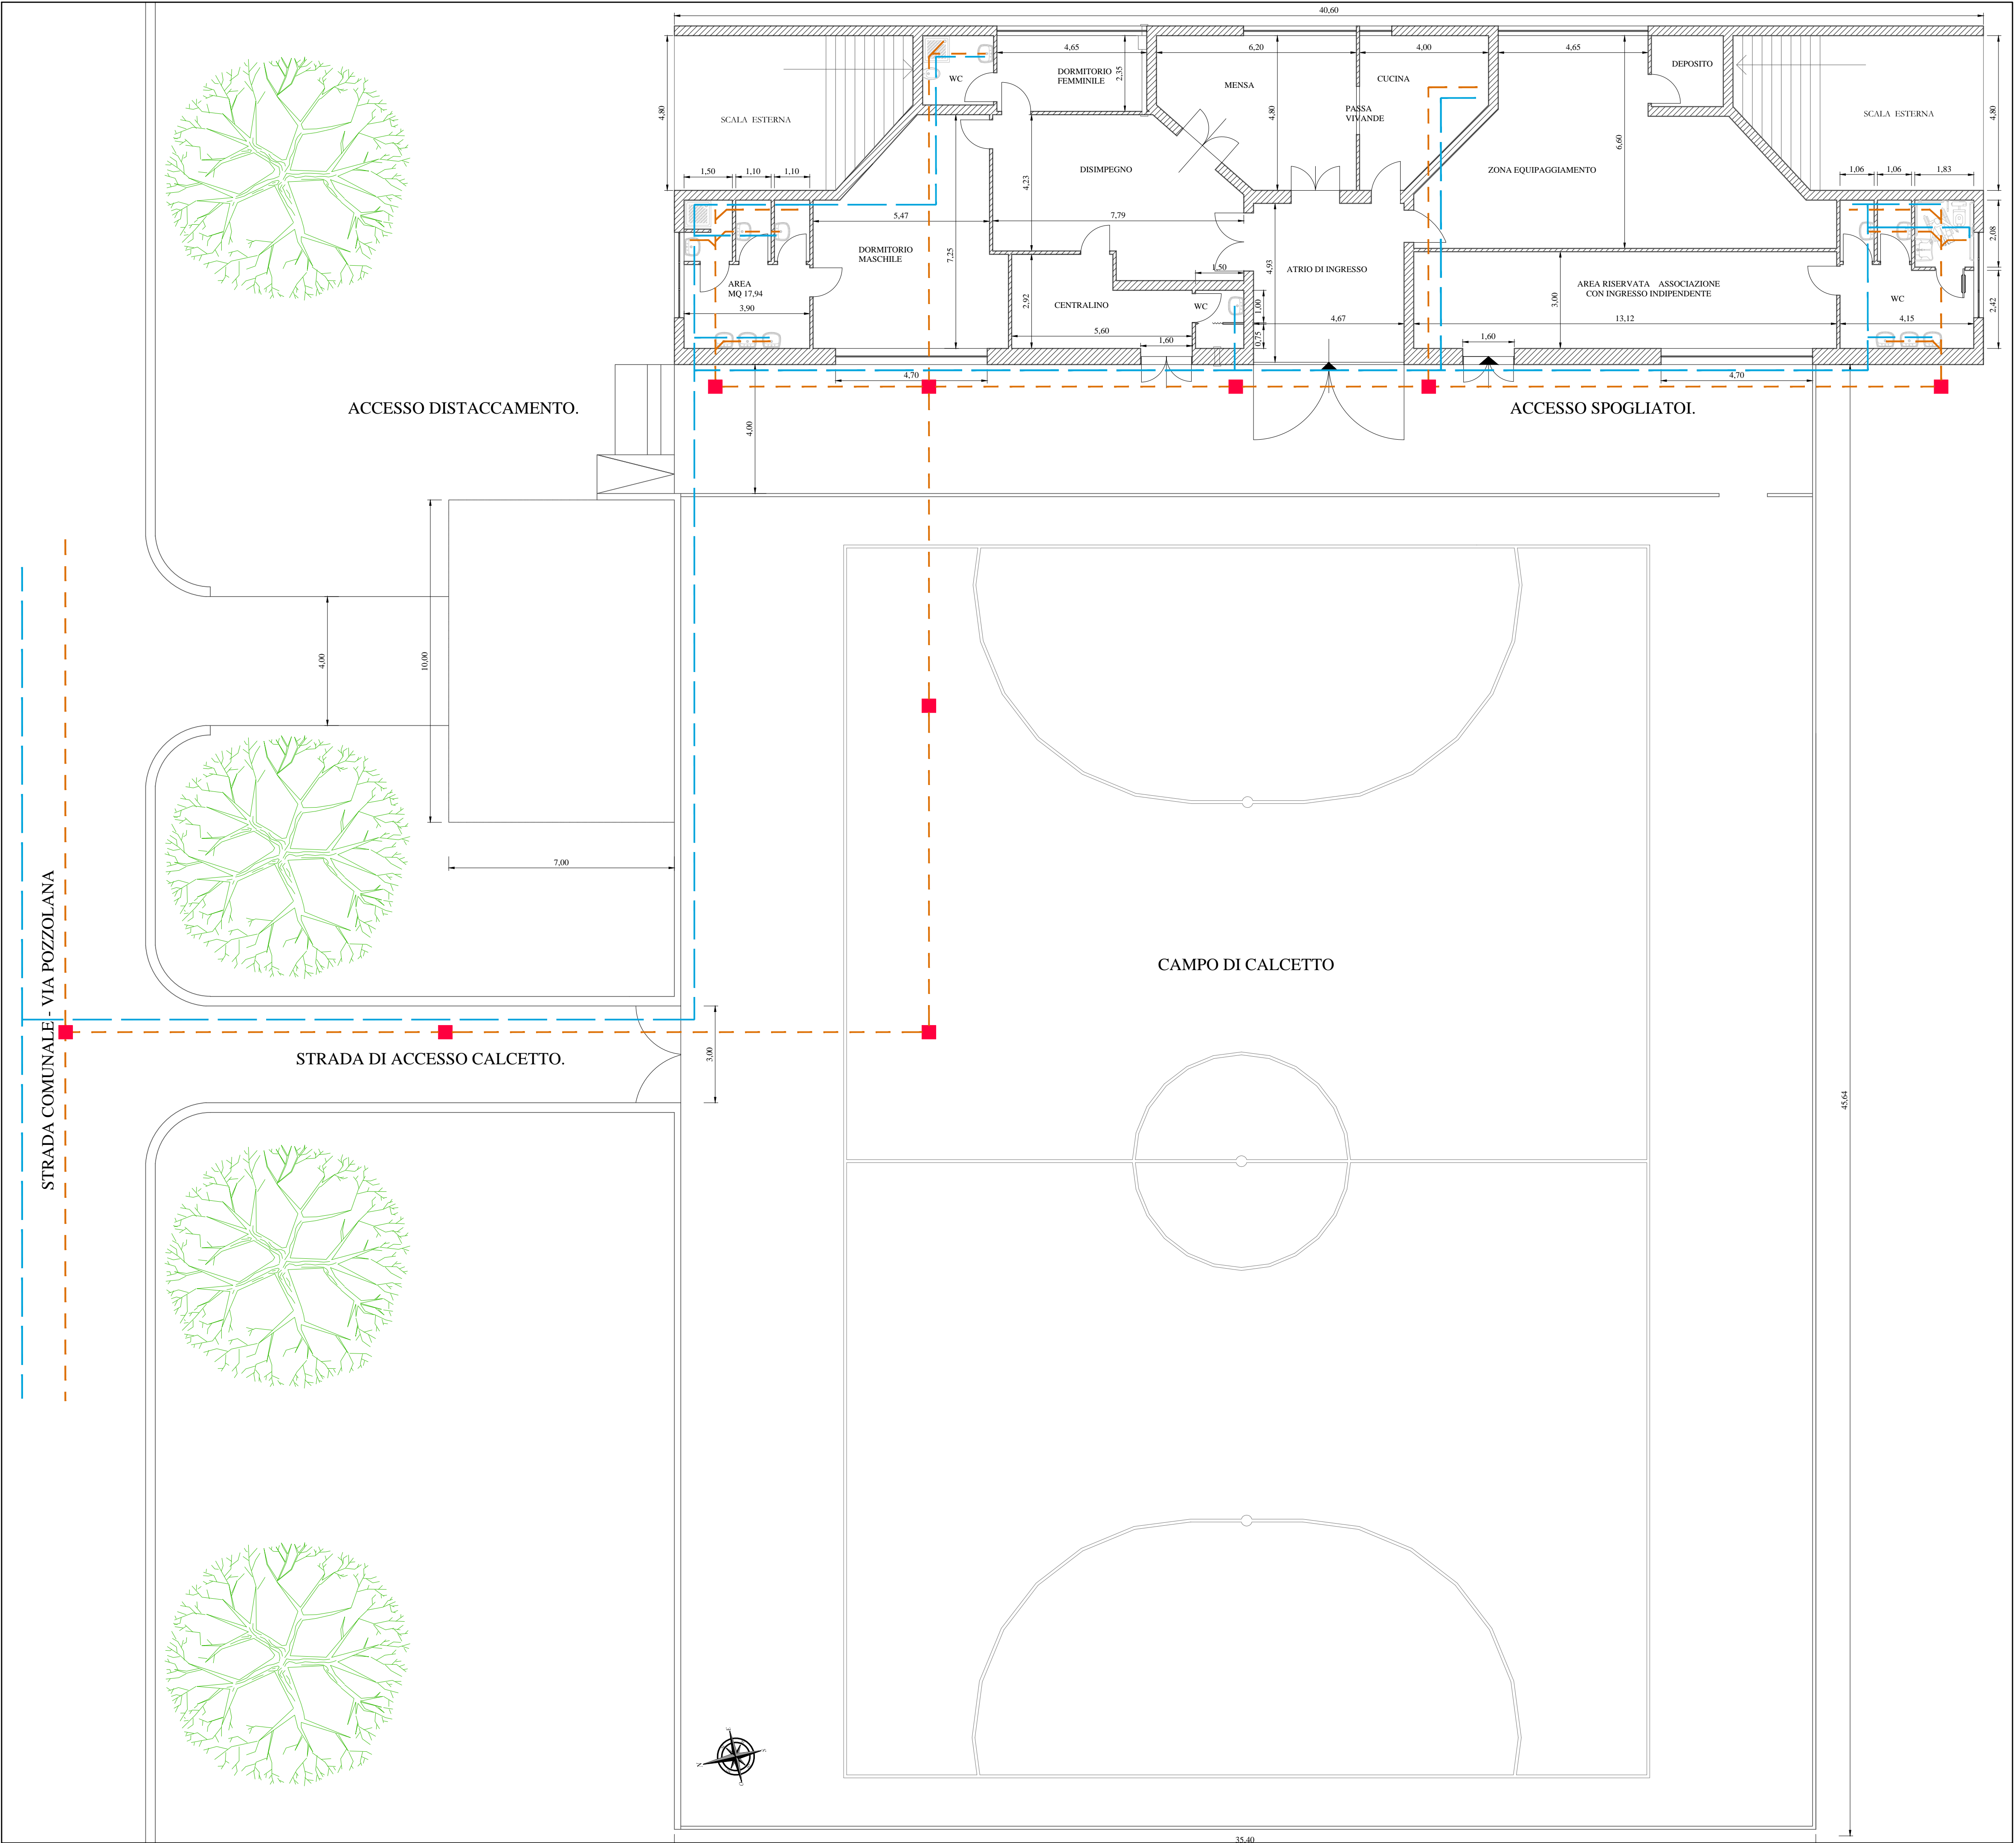 40,60
4,65
6,20
4,00
4,65
WC
DORMITORIO
FEMMINILE
2,35
MENSA
CUCINA
DEPOSITO
4,80
SCALA ESTERNA
4,80
PASSA
VIVANDE
6,60
SCALA ESTERNA
4,80
1,50
1,10
1,10
DISIMPEGNO
4,23
ZONA EQUIPAGGIAMENTO
1,06
1,06
1,83
5,47
7,79
2,08
DORMITORIO
MASCHILE
7,25
4,93
1,50
ATRIO DI INGRESSO
AREA
MQ 17,94
3,90
2,92
CENTRALINO
WC
1,00
3,00
AREA RISERVATA ASSOCIAZIONE
CON INGRESSO INDIPENDENTE
WC
2,42
5,60
4,67
13,12
4,15
1,60
0,75
1,60
4,70
4,70
ACCESSO DISTACCAMENTO.
4,00
ACCESSO SPOGLIATOI.
4,00
10,00
7,00
STRADA COMUNALE - VIA POZZOLANA
CAMPO DI CALCETTO
STRADA DI ACCESSO CALCETTO.
3,00
45,64
N
S
35,40